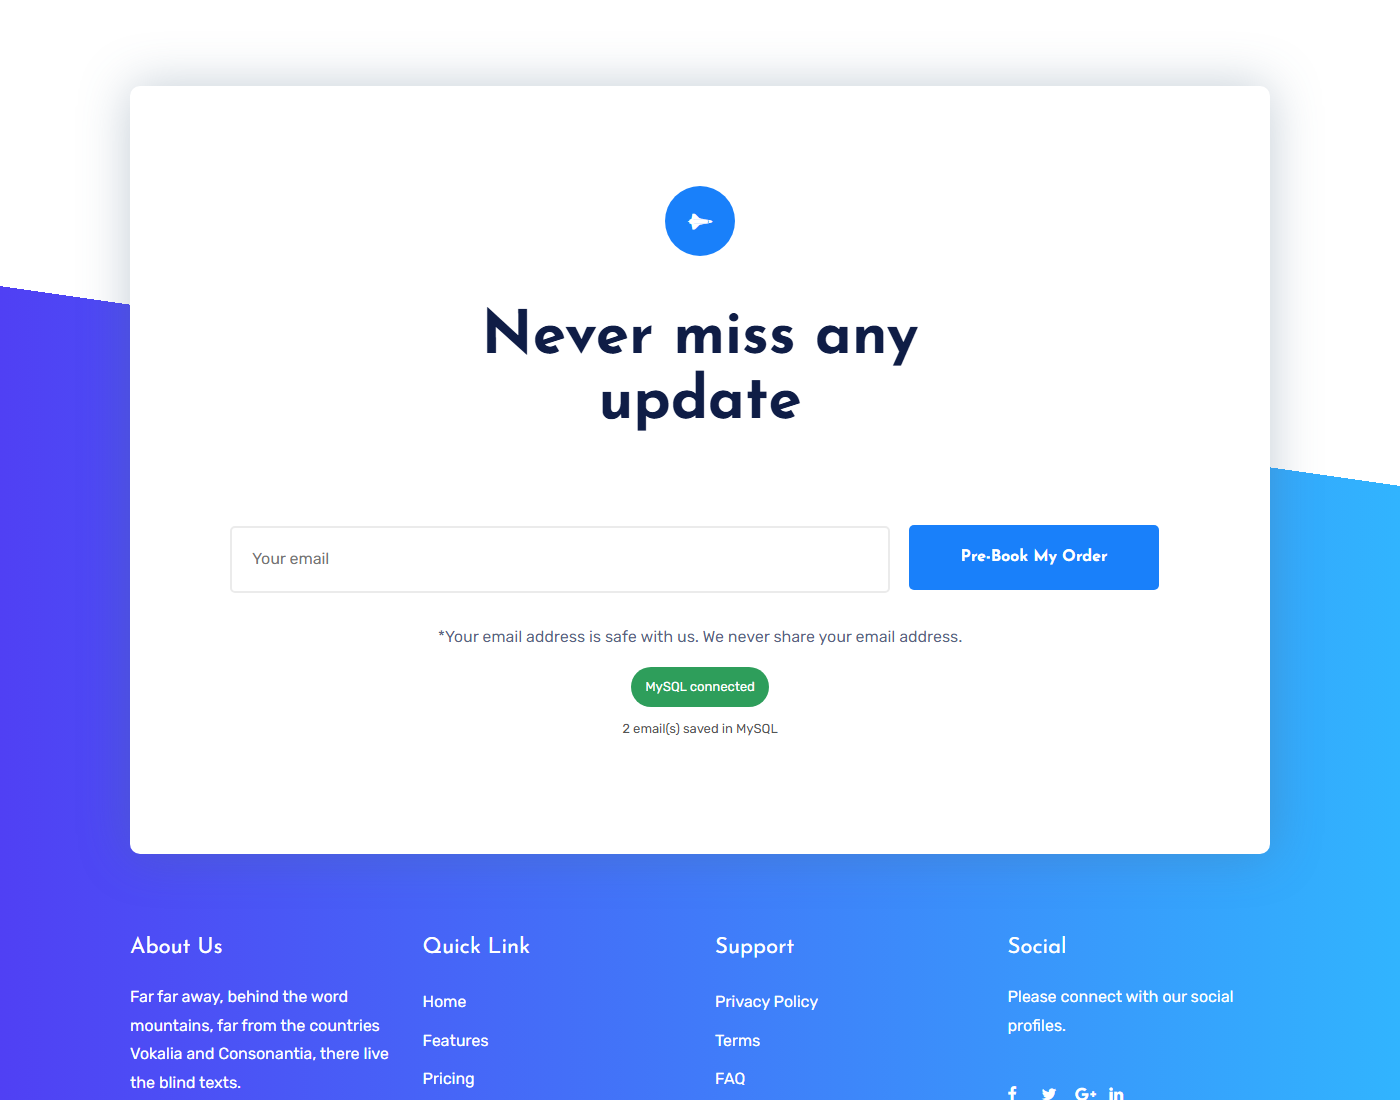 Never miss any
update
Your email
Pre-Book My Order
*Your email address is safe with us. We never share your email address.
MySQL connected
2 email(s) saved in MySQL
About Us
Far far away, behind the word
mountains, far from the countries
Vokalia and Consonantia, there live
the blind texts.
Quick Link
Home
Features
Pricing
Support
Privacy Policy
Terms
FAQ
Social
Please connect with our social
profiles.